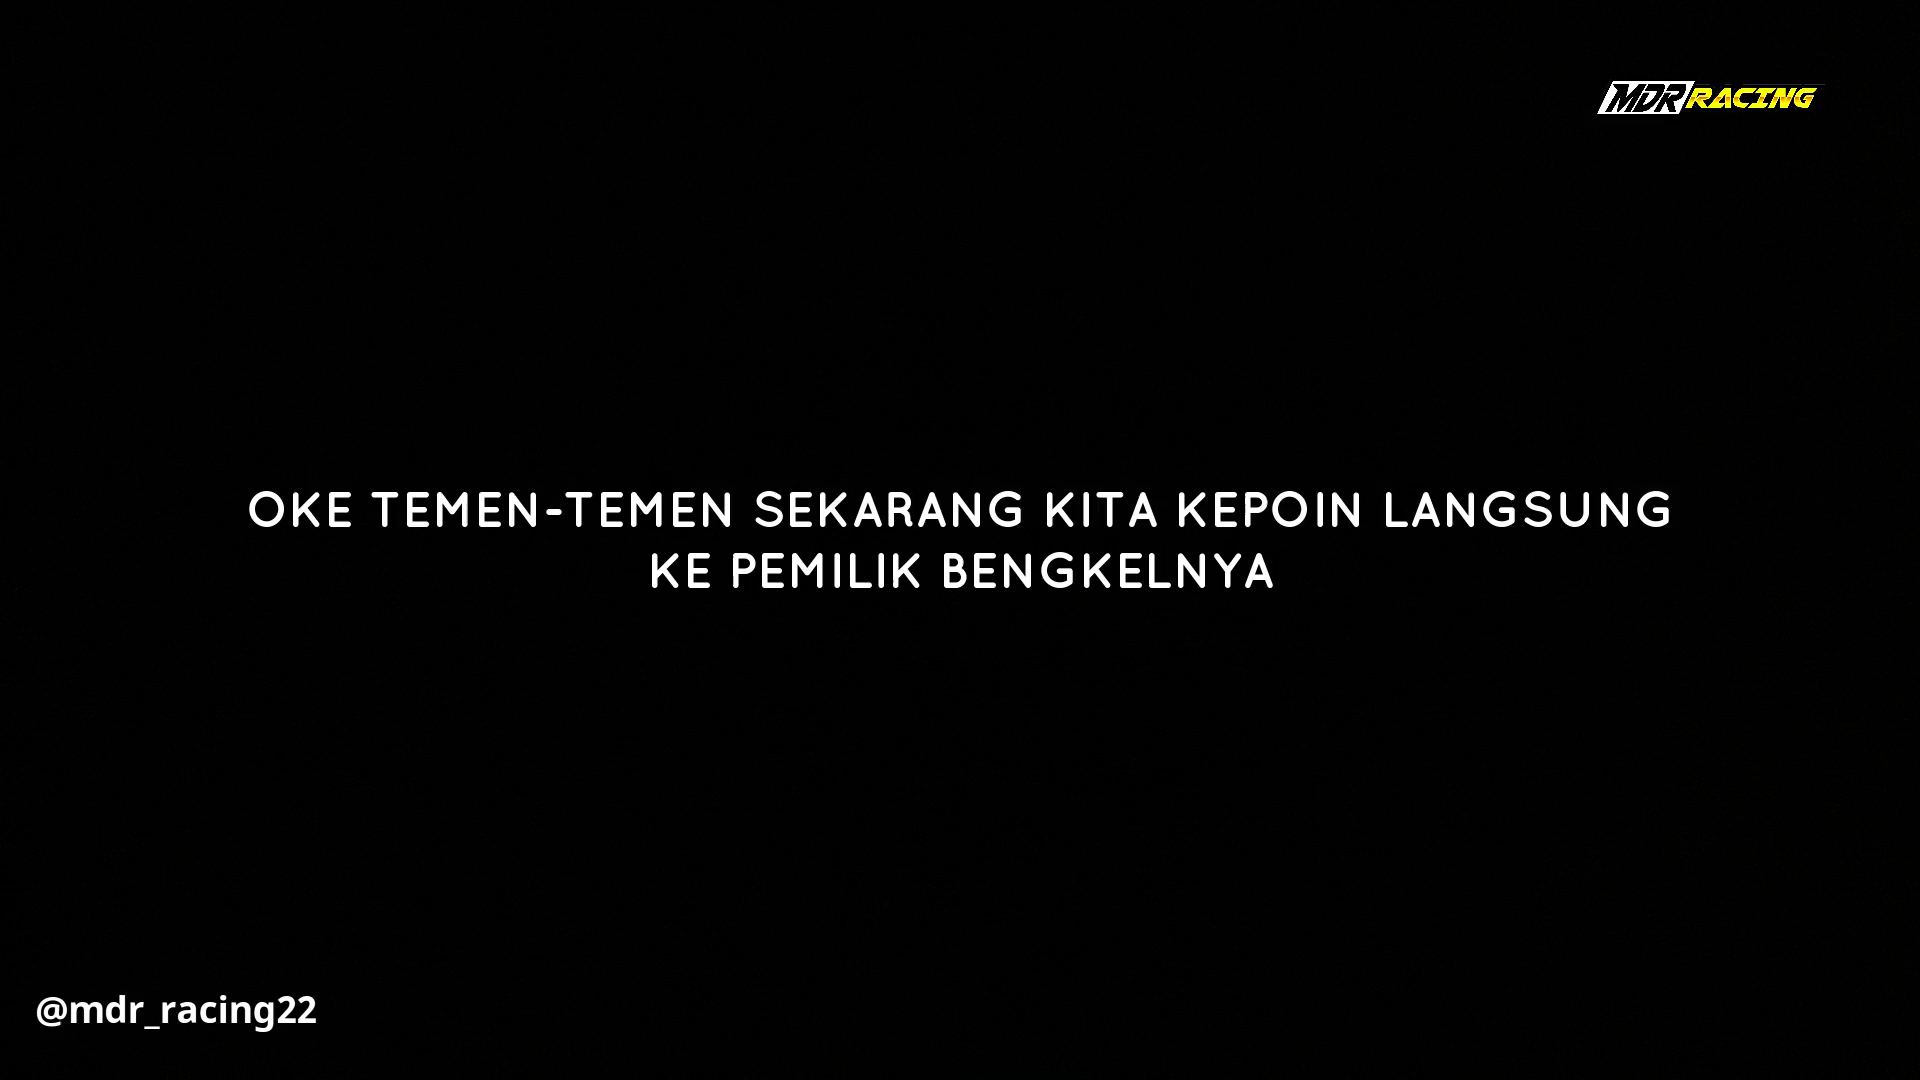 MDR RACING
OKE TEMEN-TEMEN SEKARANG KITA KEPOIN LANGSUNG
KE PEMILIK BENGKELNYA
@mdr_racing22